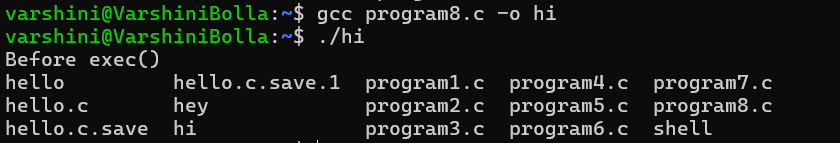 varshini@VarshiniBolla:~$ gcc program8.c -o hi
varshini@VarshiniBolla:~$ ./hi
Before exec()
hello hello.c.save.1 program1.c program4.c program7.c
hello.c hey program2.c program5.c program8.c
hello.c.save hi program3.c program6.c shell